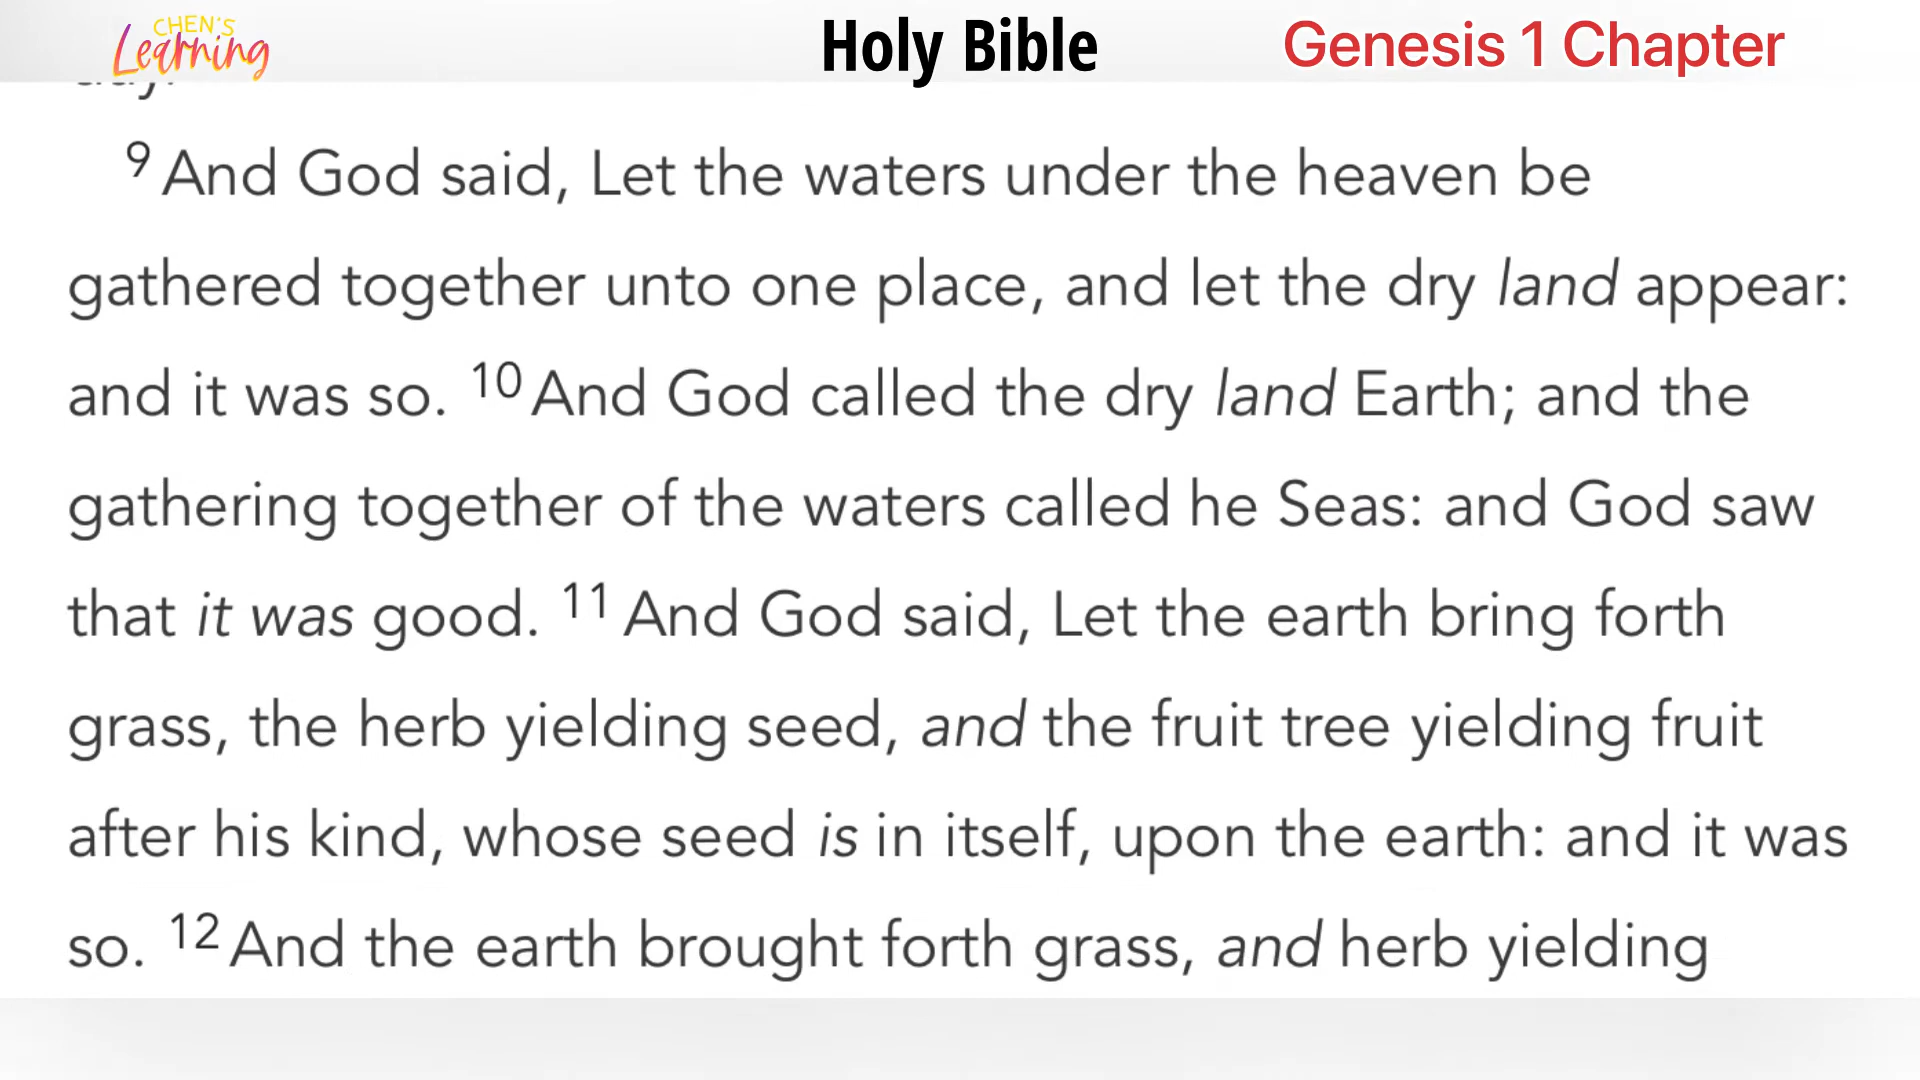 CHEN'S
Learning
Holy Bible
Genesis 1 Chapter
9 And God said, Let the waters under the heaven be
gathered together unto one place, and let the dry land appear:
and it was so. 10 And God called the dry land Earth; and the
gathering together of the waters called he Seas: and God saw
that it was good. 11 And God said, Let the earth bring forth
grass, the herb yielding seed, and the fruit tree yielding fruit
after his kind, whose seed is in itself, upon the earth: and it was
so. 12 And the earth brought forth grass, and herb yielding